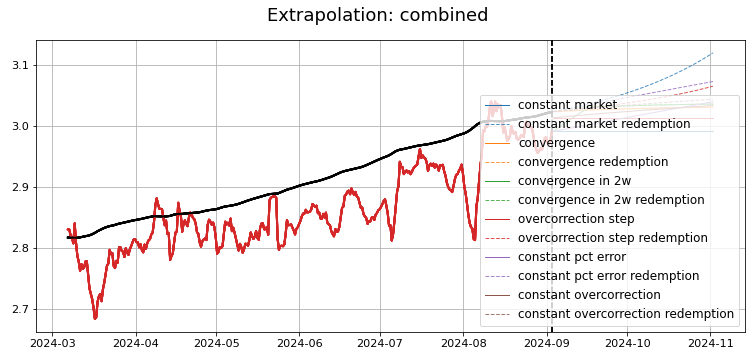 Extrapolation: combined
3.1
3.0
2.9
2.8
2.7
constant market
constant market redemption
convergence
convergence redemption
convergence in 2w
convergence in 2w redemption
overcorrection step
overcorrection step redemption
constant pct error
constant pct error redemption
constant overcorrection
constant overcorrection redemption
2024-03
2024-04
2024-05
2024-06
2024-07
2024-08
2024-09
2024-10
2024-11